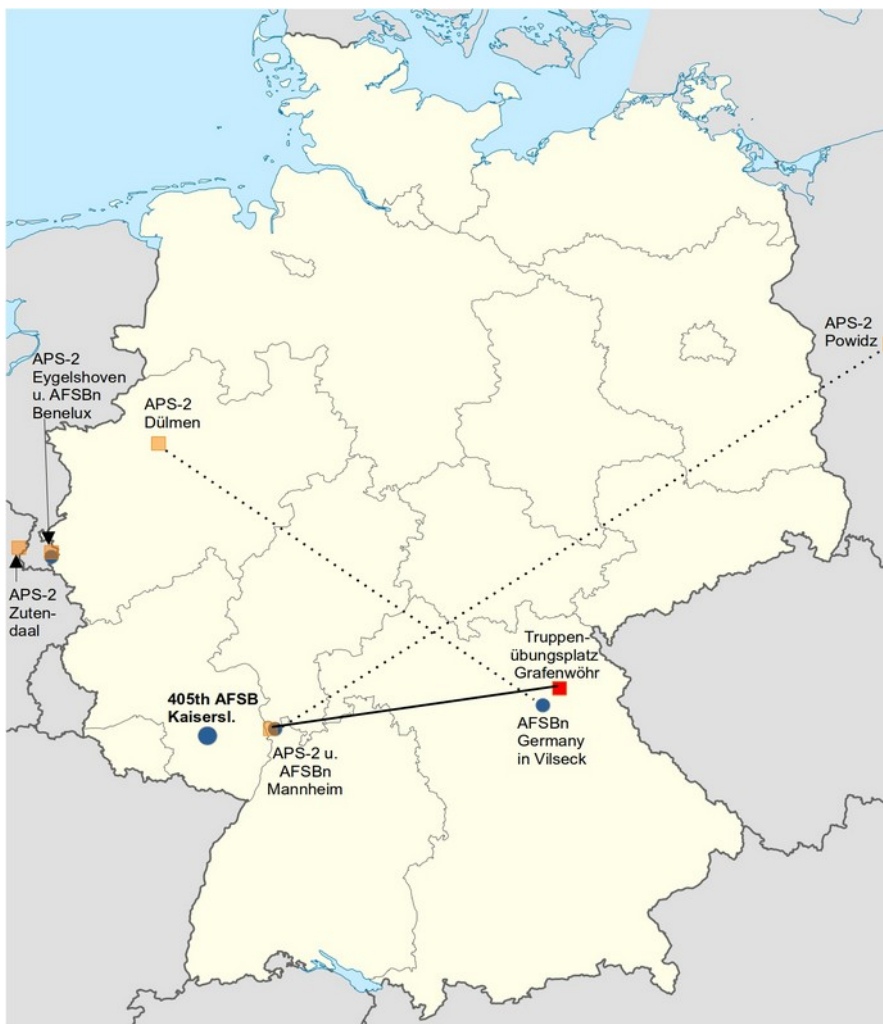 APS-2
Powidz
APS-2
Eygelshoven
u. AFSBn
Benelux
APS-2
Dülmen
APS-2
Zuten-
daal
Truppen-
übungsplatz
Grafenwöhr
405th AFSB
Kaisersl.
AFSBn
Germany
in Vilseck
APS-2 u.
AFSBn
Mannheim